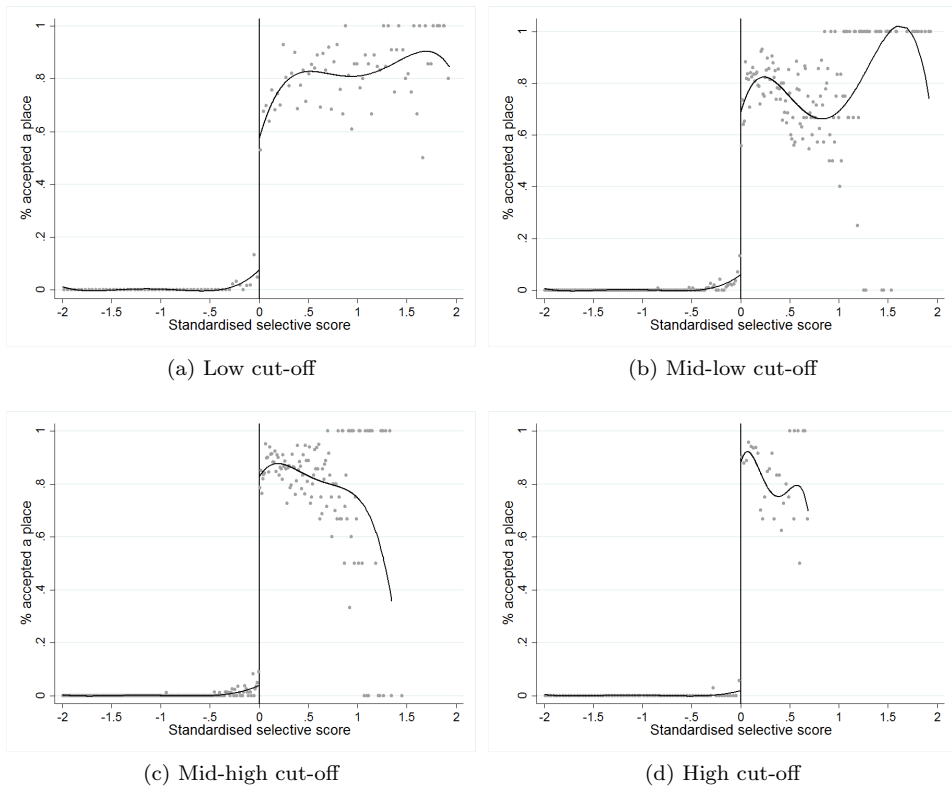 % accepted a place
0 .2 .4 .6 .8 1
-2 -1.5 -1 -.5 0 .5 1 1.5 2
Standardised selective score
(a) Low cut-off
% accepted a place
0 .2 .4 .6 .8 1
-2 -1.5 -1 -.5 0 .5 1 1.5 2
Standardised selective score
(b) Mid-low cut-off
% accepted a place
0 .2 .4 .6 .8 1
-2 -1.5 -1 -.5 0 .5 1 1.5 2
Standardised selective score
(c) Mid-high cut-off
% accepted a place
0 .2 .4 .6 .8 1
-2 -1.5 -1 -.5 0 .5 1 1.5 2
Standardised selective score
(d) High cut-off